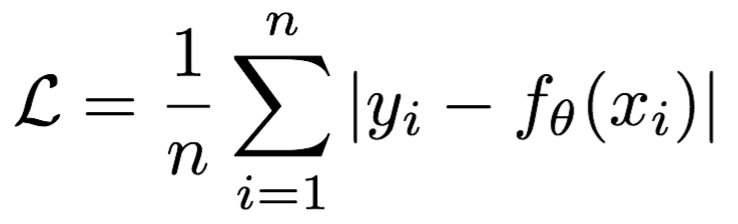 $\mathcal{L} = \frac{1}{n} \sum_{i=1}^{n} |y_i - f_\theta(x_i)|$